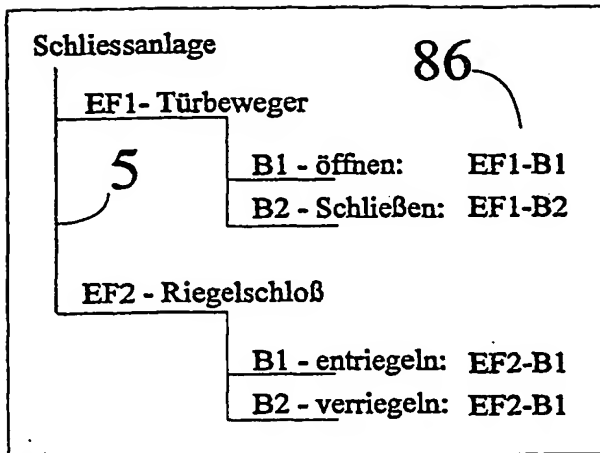 Schliessanlage
86
EF1- Türbeweger
5
B1 - öffnen: EF1-B1
B2 - Schließen: EF1-B2
EF2 - Riegelschloß
B1 - entriegeln: EF2-B1
B2 - verriegeln: EF2-B1